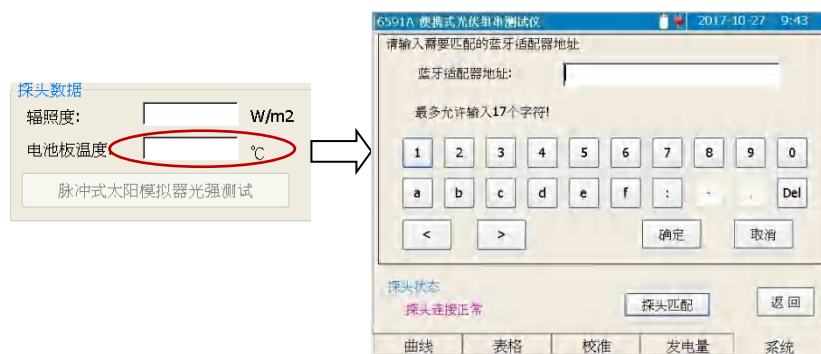 探头数据
辐照度: W/m2
电池板温度: ℃
脉冲式太阳模拟器光强测试
6591A 便携式光伏组串测试仪 2017-10-27 9:43
请输入需要匹配的蓝牙适配器地址
蓝牙适配器地址:
最多允许输入17个字符!
1 2 3 4 5 6 7 8 9 0
a b c d e f : - . Del
< > 确定 取消
探头状态
探头连接正常 探头匹配 返回
曲线 表格 校准 发电量 系统